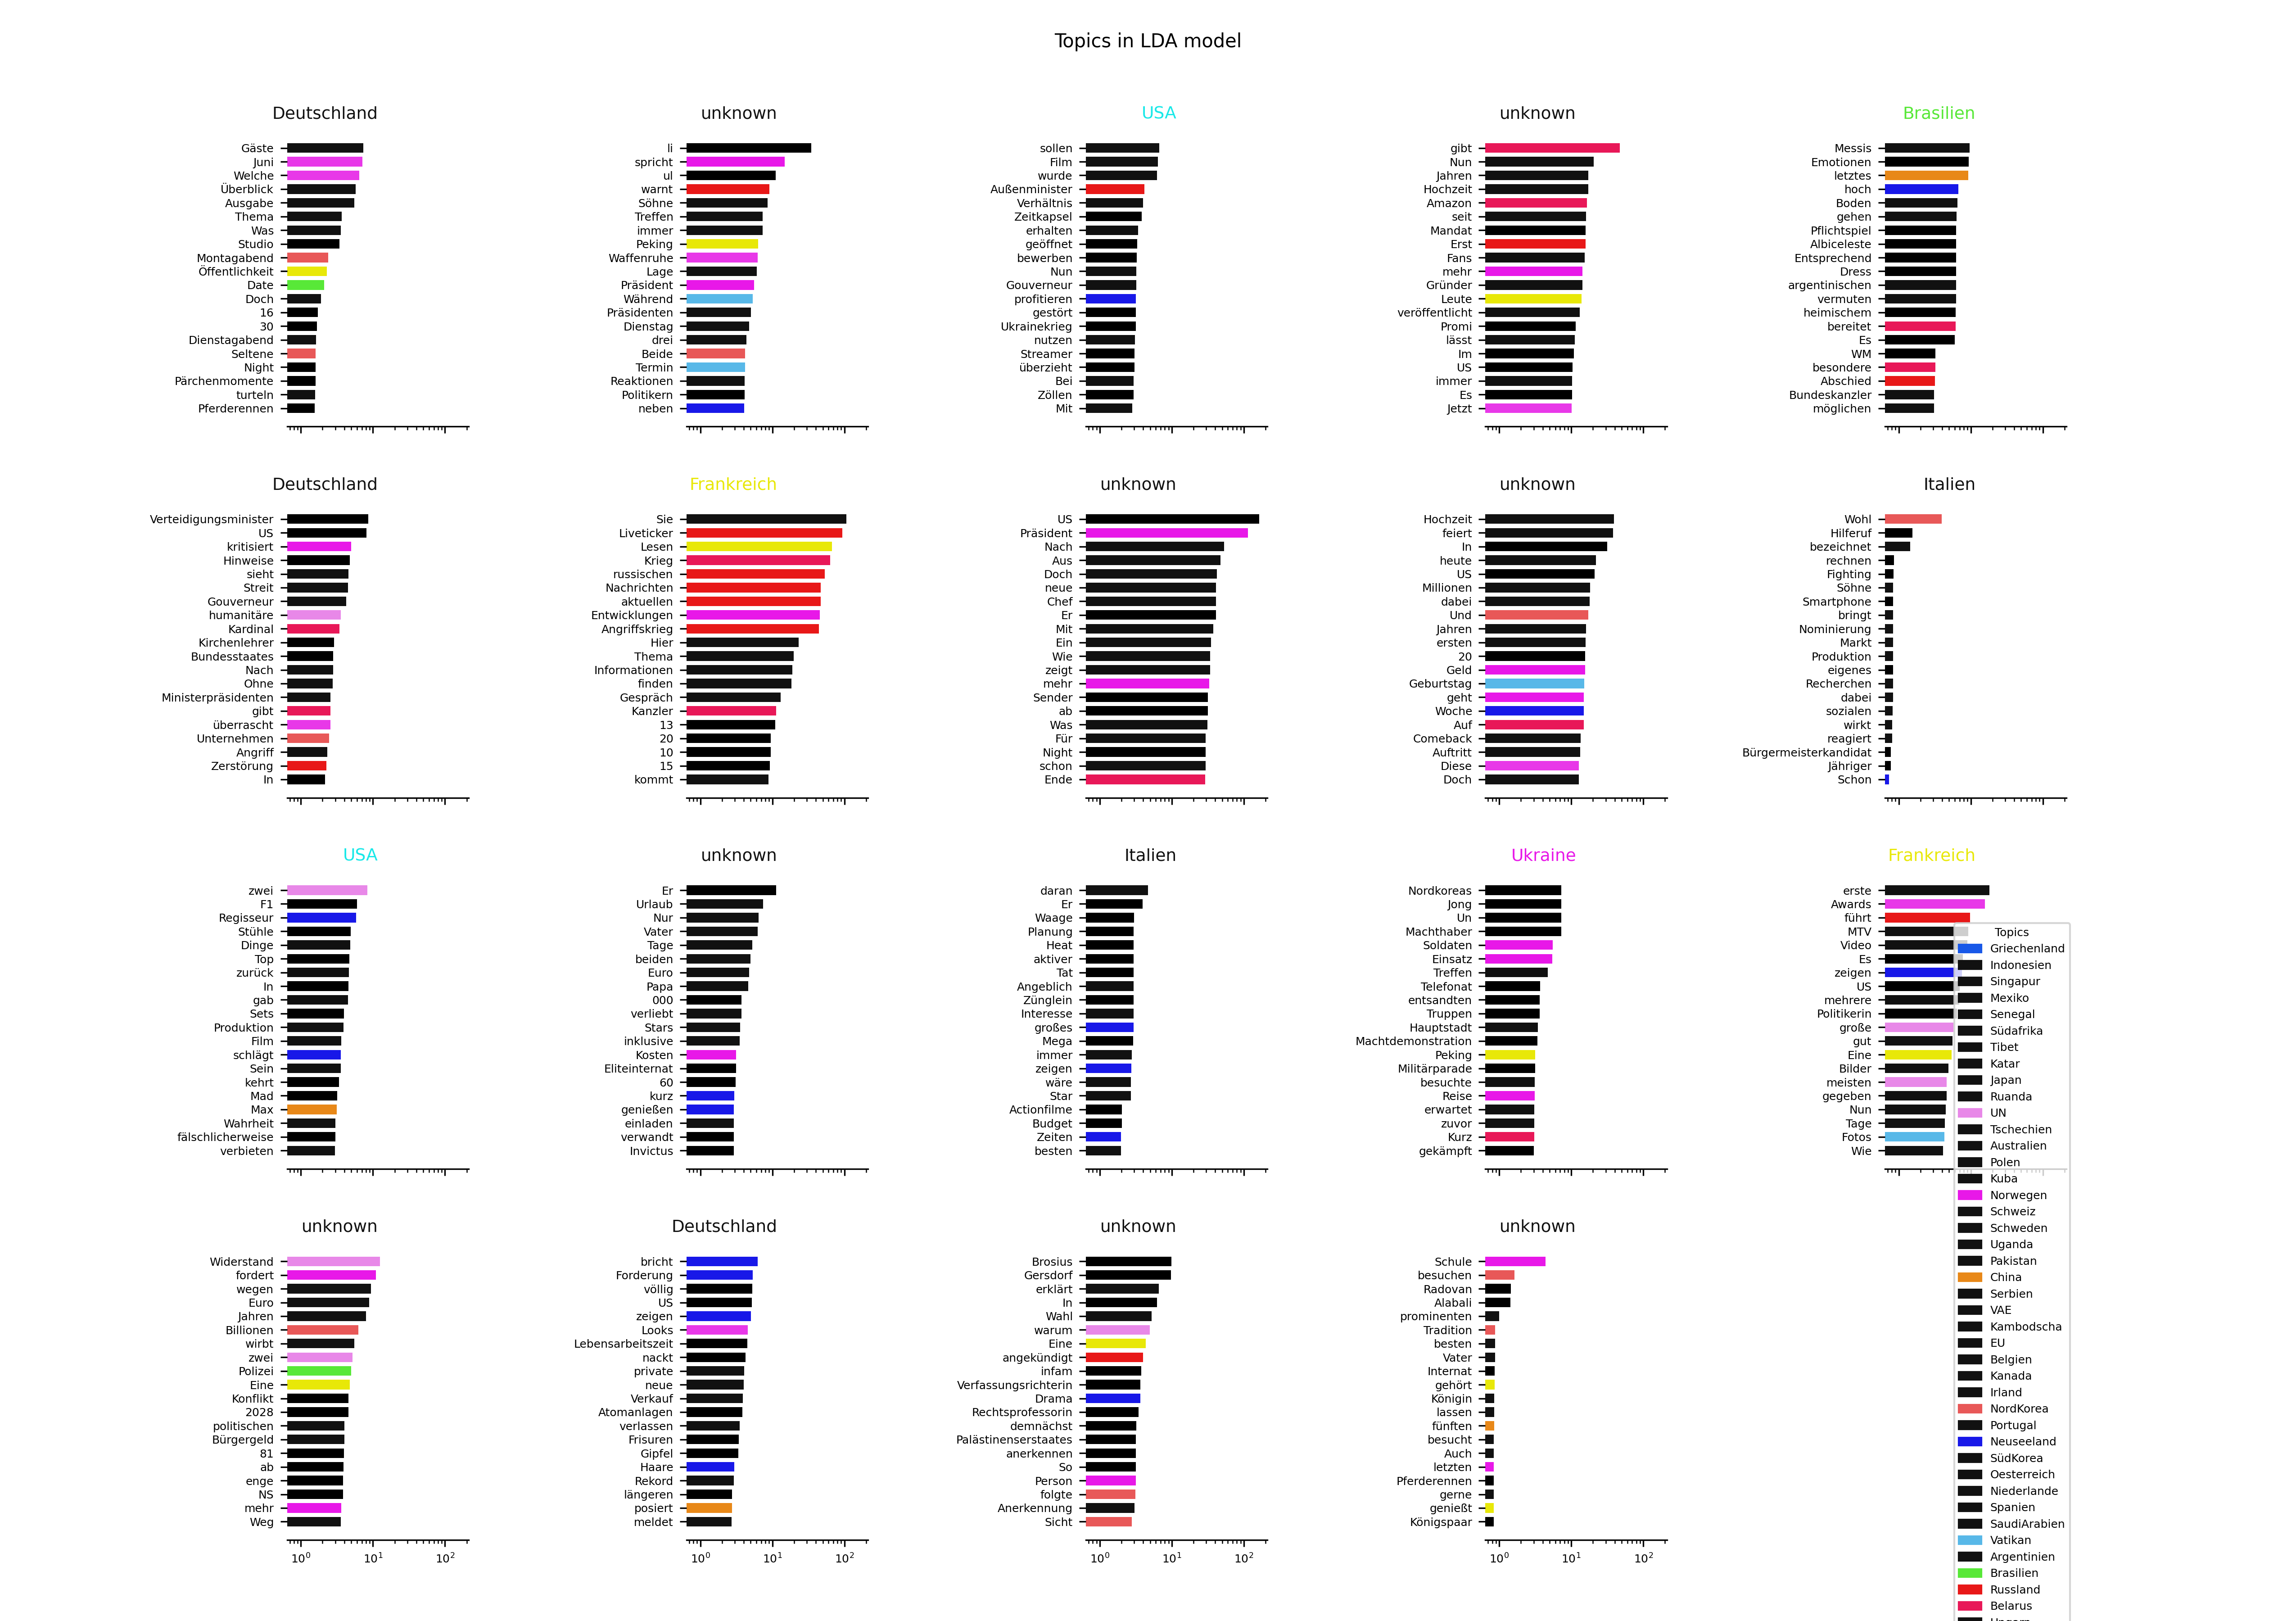 Topics in LDA model
Deutschland
Gäste
Juni
Welche
Überblick
Ausgabe
Thema
Was
Studio
Montagabend
Öffentlichkeit
Date
Doch
16
30
Dienstagabend
Seltene
Night
Pärchenmomente
turteln
Pferderennen
unknown
li
spricht
ul
warnt
Söhne
Treffen
immer
Peking
Waffenruhe
Lage
Präsident
Während
Präsidenten
Dienstag
drei
Beide
Termin
Reaktionen
Politikern
neben
USA
sollen
Film
wurde
Außenminister
Verhältnis
Zeitkapsel
erhalten
geöffnet
bewerben
Nun
Gouverneur
profitieren
gestört
Ukrainekrieg
nutzen
Streamer
überzieht
Bei
Zöllen
Mit
unknown
gibt
Nun
Jahren
Hochzeit
Amazon
seit
Mandat
Erst
Fans
mehr
Gründer
Leute
veröffentlicht
Promi
lässt
Im
US
immer
Es
Jetzt
Brasilien
Messis
Emotionen
letztes
hoch
Boden
gehen
Pflichtspiel
Albiceleste
Entsprechend
Dress
argentinischen
vermuten
heimischem
bereitet
Es
WM
besondere
Abschied
Bundeskanzler
möglichen
Deutschland
Verteidigungsminister
US
kritisiert
Hinweise
sieht
Streit
Gouverneur
humanitäre
Kardinal
Kirchenlehrer
Bundesstaates
Nach
Ohne
Ministerpräsidenten
gibt
überrascht
Unternehmen
Angriff
Zerstörung
In
Frankreich
Sie
Liveticker
Lesen
Krieg
russischen
Nachrichten
aktuellen
Entwicklungen
Angriffskrieg
Hier
Thema
Informationen
finden
Gespräch
Kanzler
13
20
10
15
kommt
unknown
US
Präsident
Nach
Aus
Doch
neue
Chef
Er
Mit
Ein
Wie
zeigt
mehr
Sender
ab
Was
Für
Night
schon
Ende
unknown
Hochzeit
feiert
In
heute
US
Millionen
dabei
Und
Jahren
ersten
20
Geld
Geburtstag
geht
Woche
Auf
Comeback
Auftritt
Diese
Doch
Italien
Wohl
Hilferuf
bezeichnet
rechnen
Fighting
Söhne
Smartphone
bringt
Nominierung
Markt
Produktion
eigenes
Recherchen
dabei
sozialen
wirkt
reagiert
Bürgermeisterkandidat
Jähriger
Schon
USA
zwei
F1
Regisseur
Stühle
Dinge
Top
zurück
In
gab
Sets
Produktion
Film
schlägt
Sein
kehrt
Mad
Max
Wahrheit
fälschlicherweise
verbieten
unknown
Er
Urlaub
Nur
Vater
Tage
beiden
Euro
Papa
000
verliebt
Stars
inklusive
Kosten
Eliteinternat
60
kurz
genießen
einladen
verwandt
Invictus
Italien
daran
Er
Waage
Planung
Heat
aktiver
Tat
Angeblich
Zünglein
Interesse
großes
Mega
immer
zeigen
wäre
Star
Actionfilme
Budget
Zeiten
besten
Ukraine
Nordkoreas
Jong
Un
Machthaber
Soldaten
Einsatz
Treffen
Telefonat
entsandten
Truppen
Hauptstadt
Machtdemonstration
Peking
Militärparade
besuchte
Reise
erwartet
zuvor
Kurz
gekämpft
Frankreich
erste
Awards
führt
MTV
Video
Es
zeigen
US
mehrere
Politikerin
große
gut
Eine
Bilder
meisten
gegeben
Nun
Tage
Fotos
Wie
unknown
Widerstand
fordert
wegen
Euro
Jahren
Billionen
wirbt
zwei
Polizei
Eine
Konflikt
2028
politischen
Bürgergeld
81
ab
enge
NS
mehr
Weg
10⁰ 10¹ 10²
Deutschland
bricht
Forderung
völlig
US
zeigen
Looks
Lebensarbeitszeit
nackt
private
neue
Verkauf
Atomanlagen
verlassen
Frisuren
Gipfel
Haare
Rekord
längeren
posiert
meldet
10⁰ 10¹ 10²
unknown
Brosius
Gersdorf
erklärt
In
Wahl
warum
Eine
angekündigt
infam
Verfassungsrichterin
Drama
Rechtsprofessorin
demnächst
Palästinenserstaates
anerkennen
So
Person
folgte
Anerkennung
Sicht
10⁰ 10¹ 10²
unknown
Schule
besuchen
Radovan
Alabali
prominenten
Tradition
besten
Vater
Internat
gehört
Königin
lassen
fünften
besucht
Auch
letzten
Pferderennen
gerne
genießt
Königspaar
10⁰ 10¹ 10²
Topics
Griechenland
Indonesien
Singapur
Mexiko
Senegal
Südafrika
Tibet
Katar
Japan
Ruanda
UN
Tschechien
Australien
Polen
Kuba
Norwegen
Schweiz
Schweden
Uganda
Pakistan
China
Serbien
VAE
Kambodscha
EU
Belgien
Kanada
Irland
NordKorea
Portugal
Neuseeland
SüdKorea
Oesterreich
Niederlande
Spanien
SaudiArabien
Vatikan
Argentinien
Brasilien
Russland
Belarus